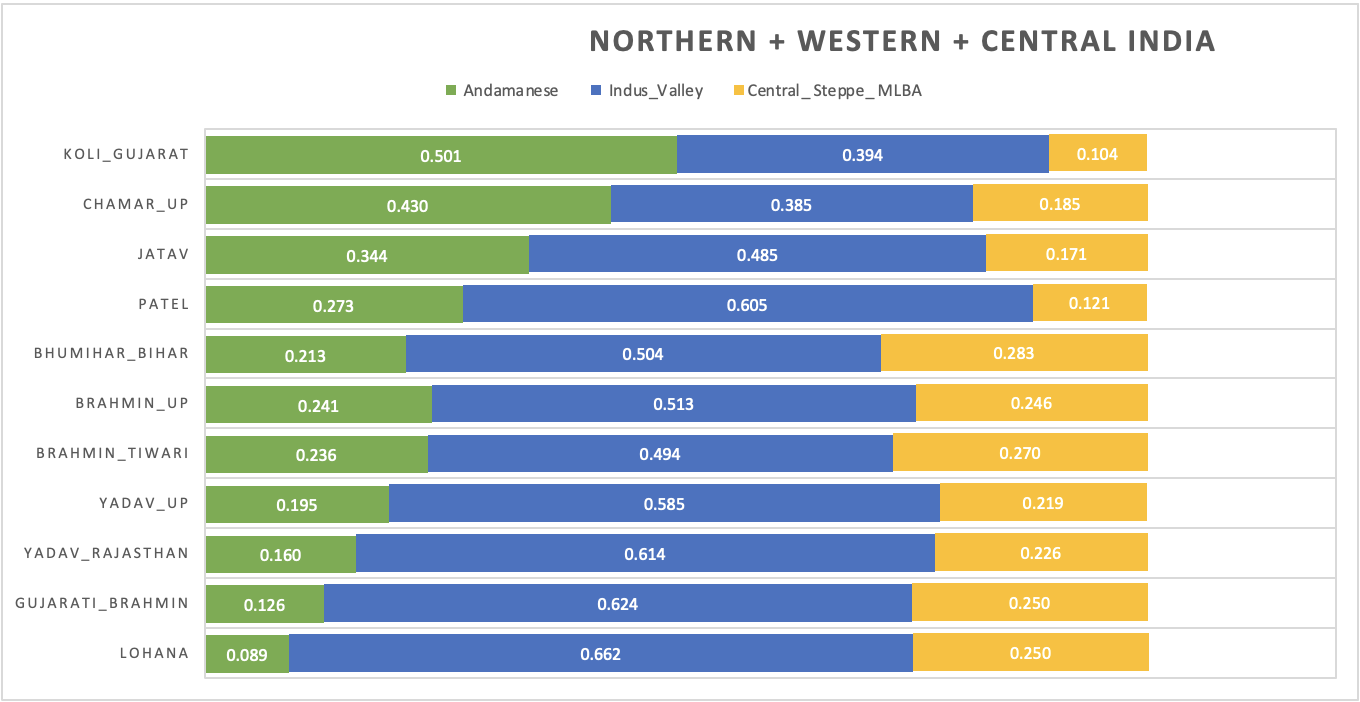 NORTHERN + WESTERN + CENTRAL INDIA
Andamanese Indus_Valley Central_Steppe_MLBA
KOLI_GUJARAT 0.501 0.394 0.104
CHAMAR_UP 0.430 0.385 0.185
JATAV 0.344 0.485 0.171
PATEL 0.273 0.605 0.121
BHUMIHAR_BIHAR 0.213 0.504 0.283
BRAHMIN_UP 0.241 0.513 0.246
BRAHMIN_TIWARI 0.236 0.494 0.270
YADAV_UP 0.195 0.585 0.219
YADAV_RAJASTHAN 0.160 0.614 0.226
GUJARATI_BRAHMIN 0.126 0.624 0.250
LOHANA 0.089 0.662 0.250